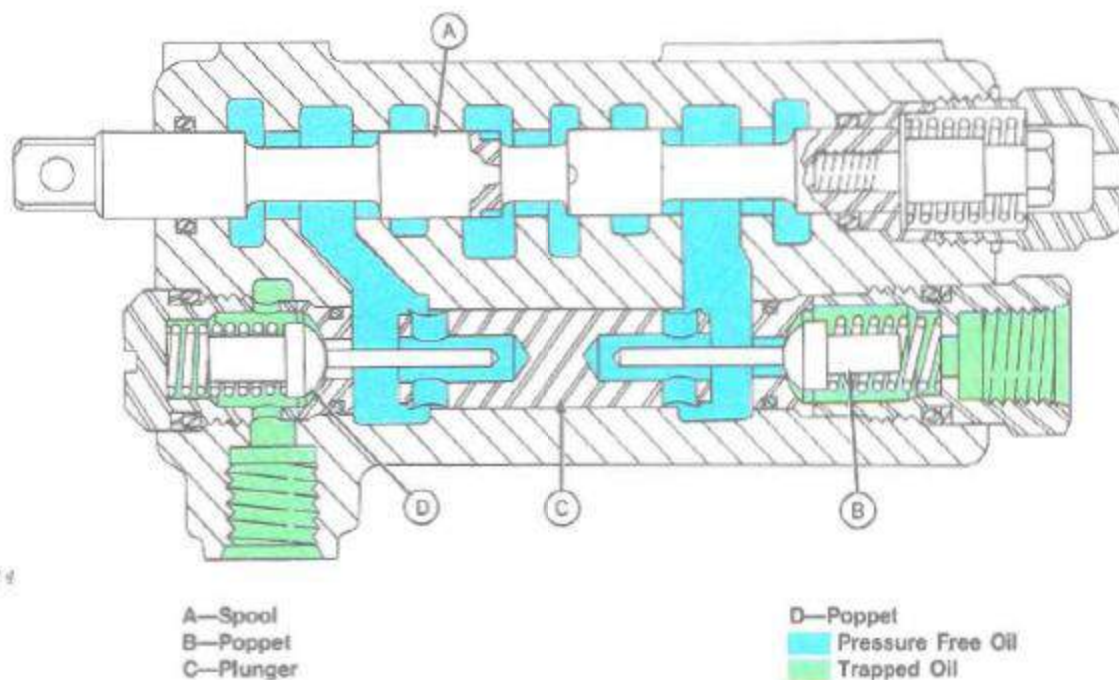 A
D
C
B
A—Spool
B—Poppet
C—Plunger
D—Poppet
Pressure Free Oil
Trapped Oil